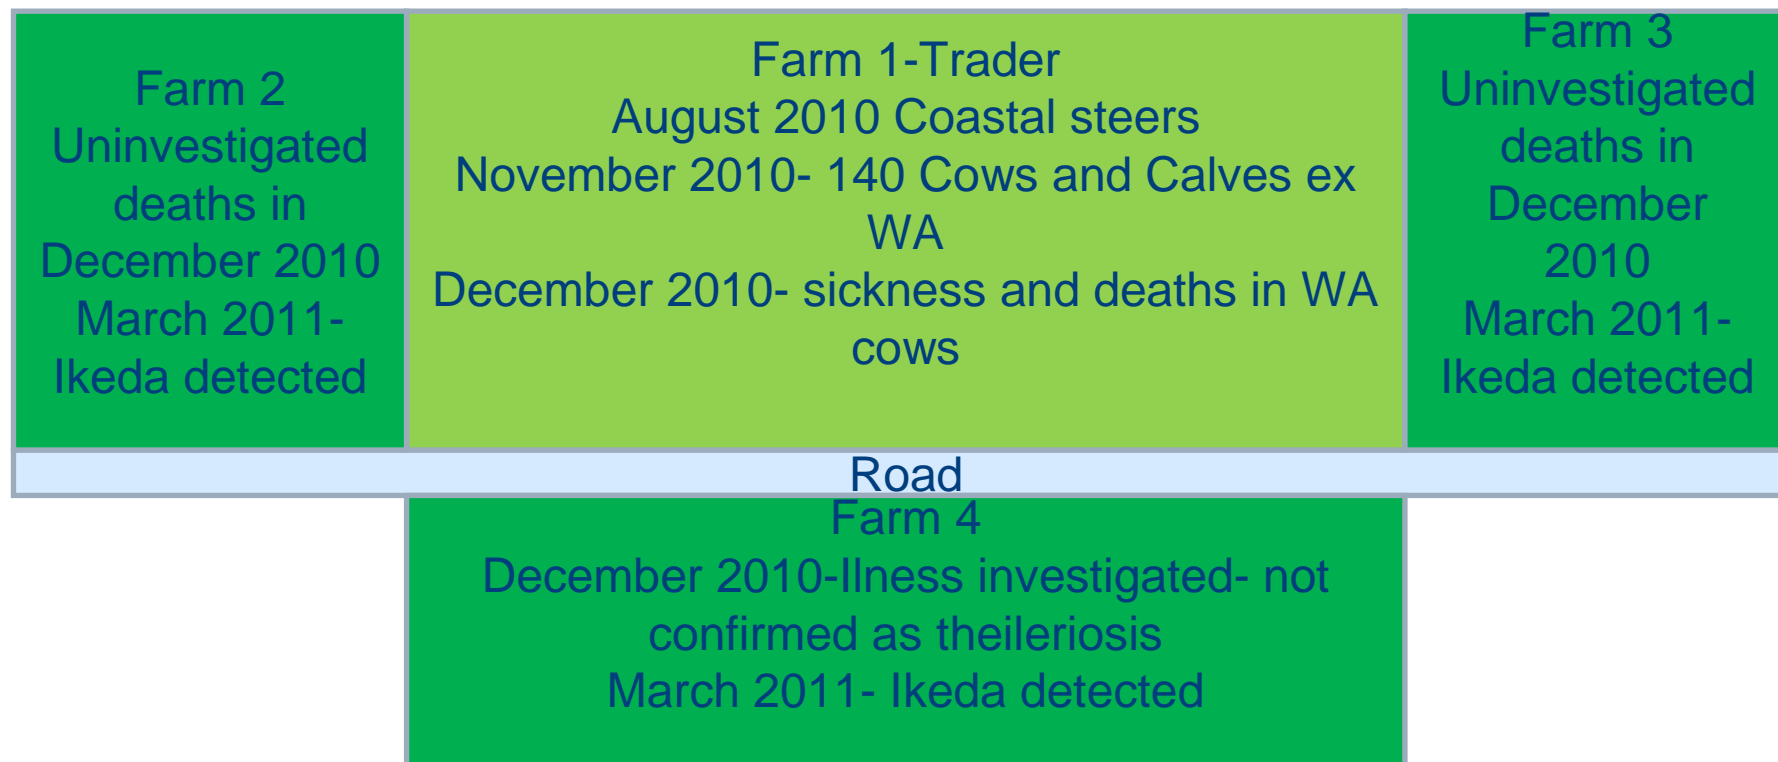 Farm 2
Uninvestigated
deaths in
December 2010
March 2011-
Ikeda detected
Farm 1-Trader
August 2010 Coastal steers
November 2010- 140 Cows and Calves ex
WA
December 2010- sickness and deaths in WA
cows
Farm 3
Uninvestigated
deaths in
December
2010
March 2011-
Ikeda detected
Road
Farm 4
December 2010-Ilness investigated- not
confirmed as theileriosis
March 2011- Ikeda detected